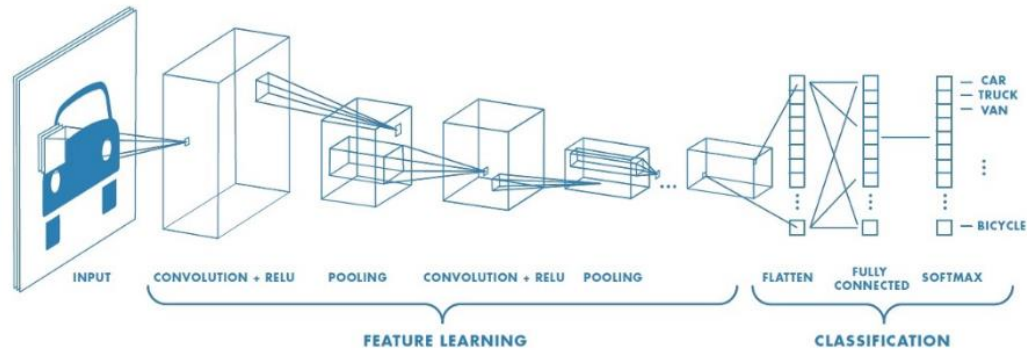 CAR
TRUCK
VAN
BICYCLE
INPUT
CONVOLUTION + RELU
POOLING
CONVOLUTION + RELU
POOLING
FLATTEN
FULLY
CONNECTED
SOFTMAX
FEATURE LEARNING
CLASSIFICATION